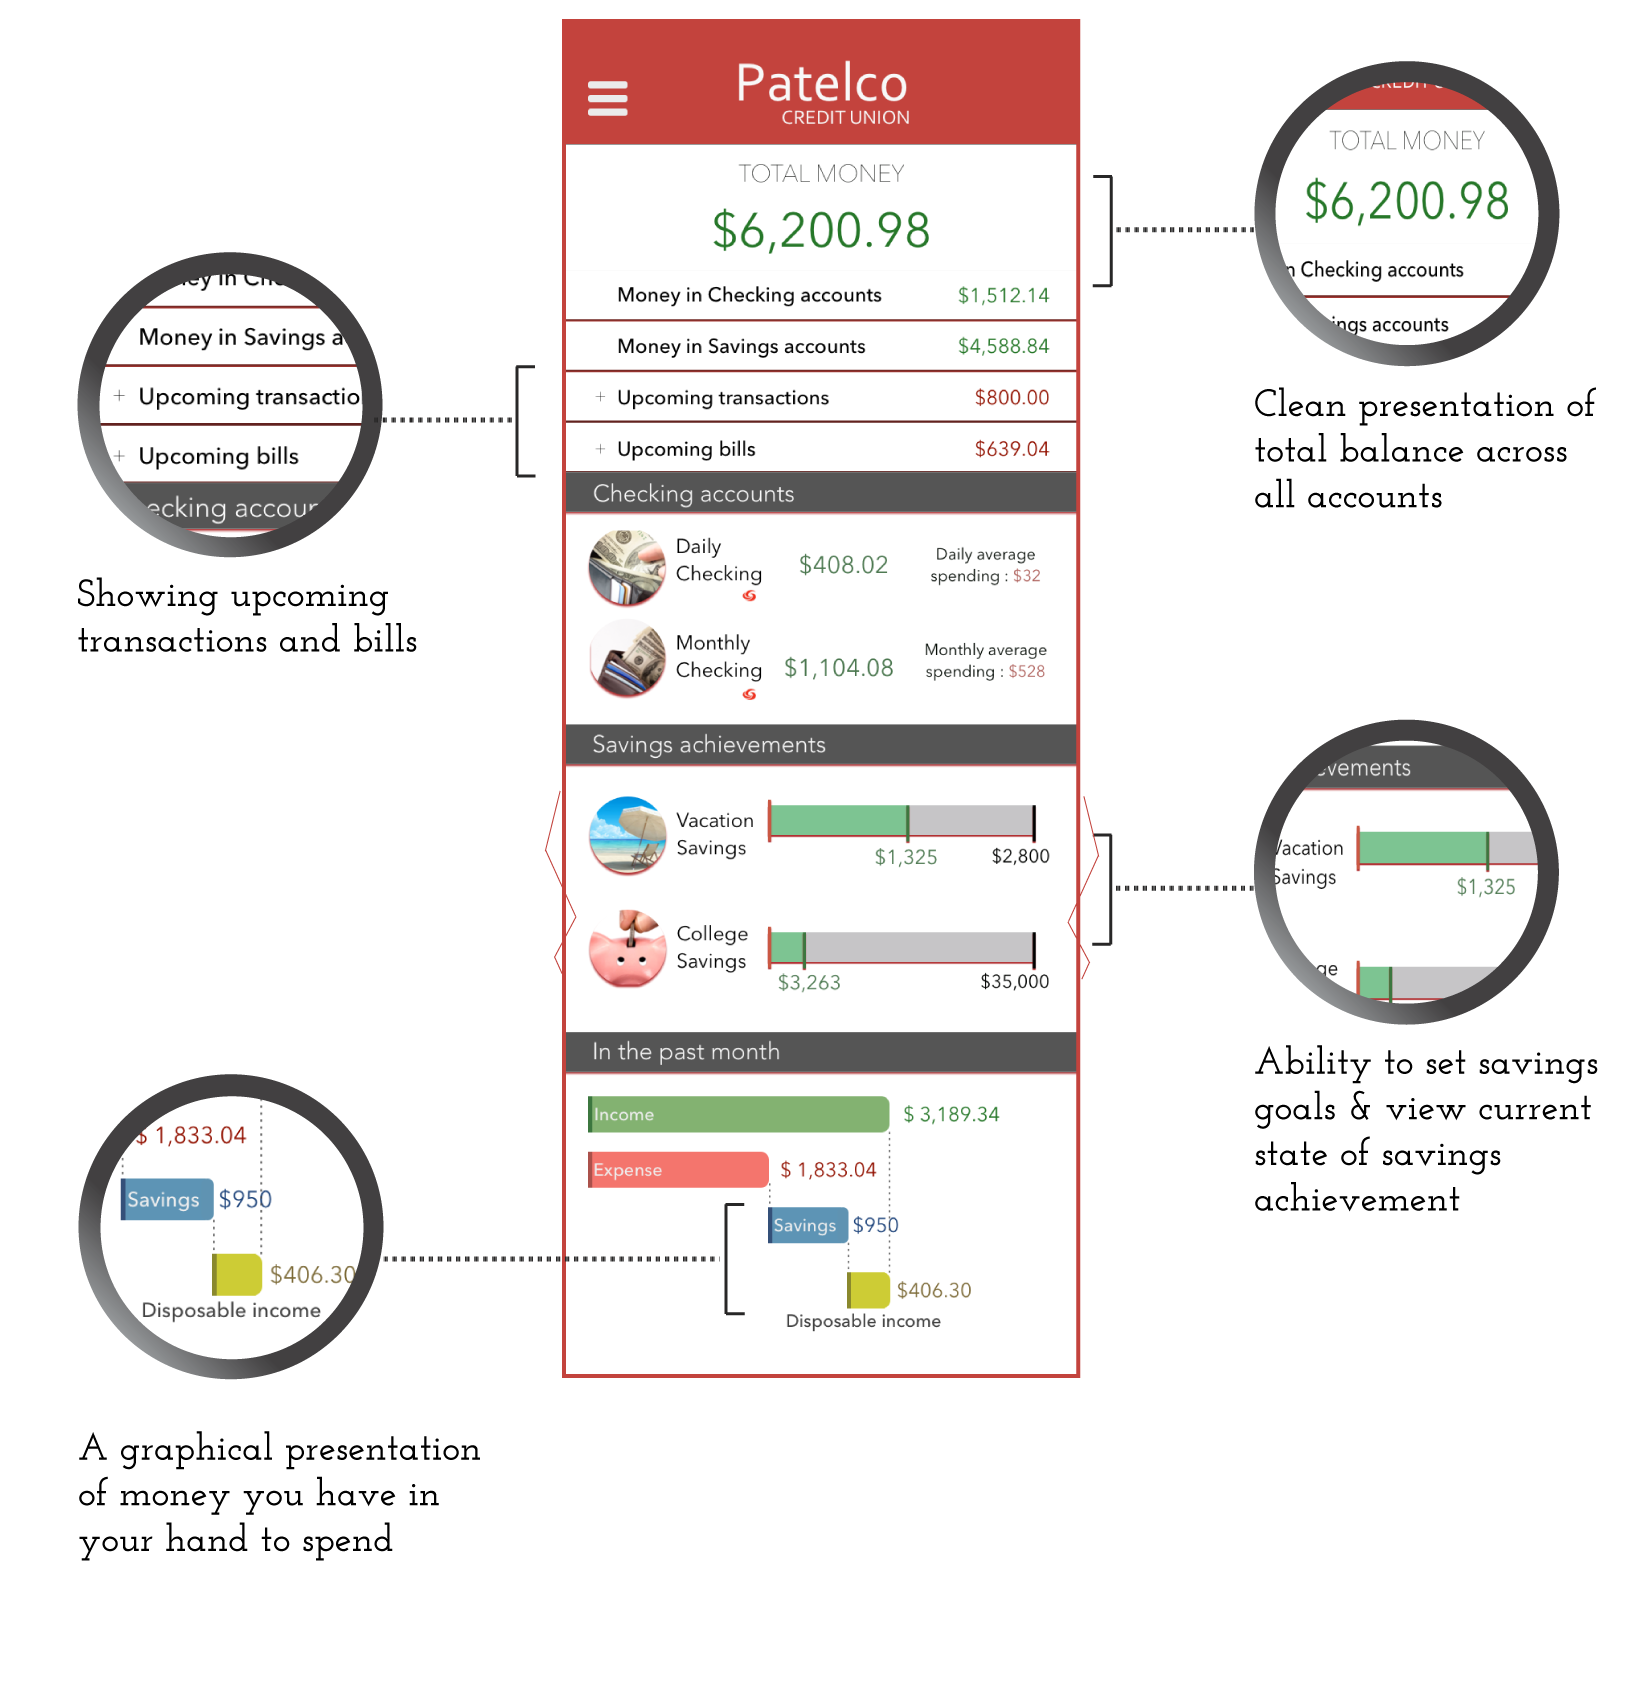 Patelco
CREDIT UNION
TOTAL MONEY
$6,200.98
Money in Checking accounts $1,512.14
Money in Savings accounts $4,588.84
+ Upcoming transactions $800.00
+ Upcoming bills $639.04
Checking accounts
Daily
Checking
$408.02
Daily average
spending : $32
Monthly
Checking
$1,104.08
Monthly average
spending : $528
Savings achievements
Vacation
Savings
$1,325
$2,800
College
Savings
$3,263
$35,000
In the past month
Income $ 3,189.34
Expense $ 1,833.04
Savings $950
$406.30
Disposable income
Money in Savings a
+ Upcoming transactio
+ Upcoming bills
ecking accour
Showing upcoming
transactions and bills
TOTAL MONEY
$6,200.98
n Checking accounts
ings accounts
Clean presentation of
total balance across
all accounts
evements
Vacation
Savings
$1,325
ge
Ability to set savings
goals & view current
state of savings
achievement
$ 1,833.04
Savings $950
$406.30
Disposable income
A graphical presentation
of money you have in
your hand to spend